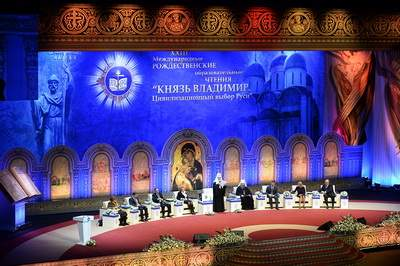 XXIII
Международные
РОЖДЕСТВЕНСКИЕ
образовательные
ЧТЕНИЯ
"КНЯЗЬ ВЛАДИМИР.
Цивилизационный выбор Руси"